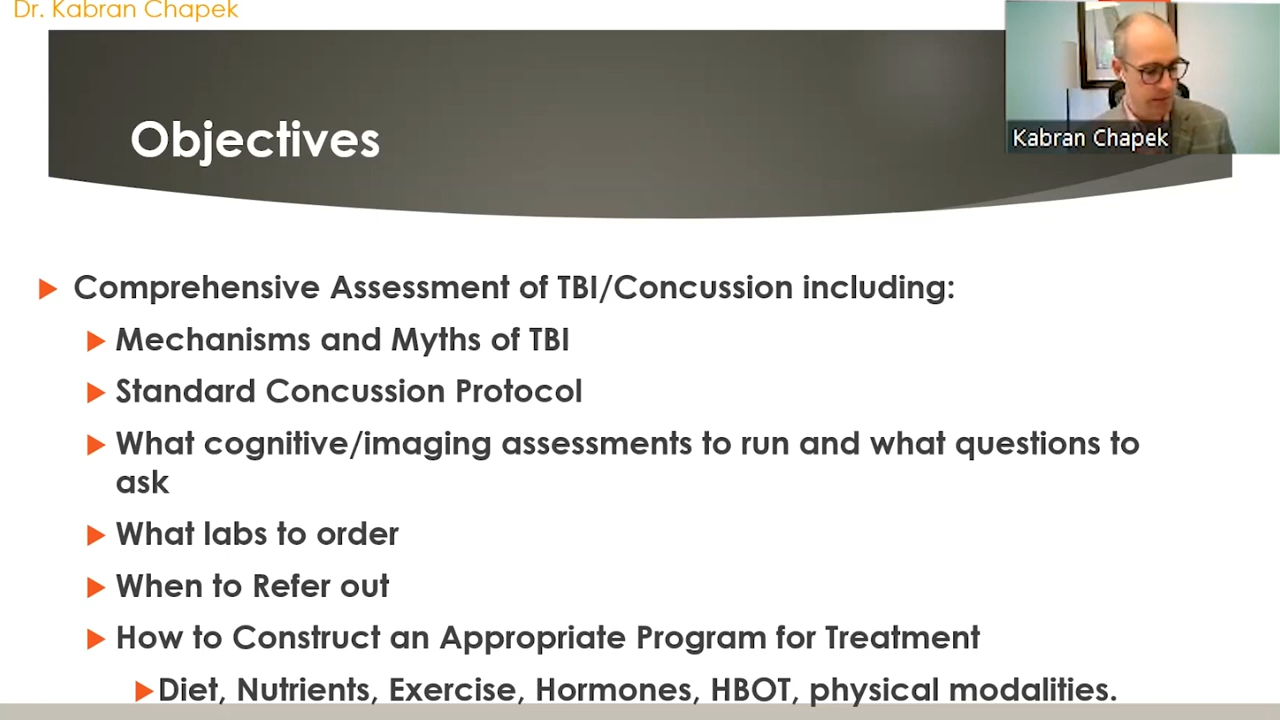 Dr. Kabran Chapek
Objectives
Kabran Chapek
Comprehensive Assessment of TBI/Concussion including:
Mechanisms and Myths of TBI
Standard Concussion Protocol
What cognitive/imaging assessments to run and what questions to
ask
What labs to order
When to Refer out
How to Construct an Appropriate Program for Treatment
Diet, Nutrients, Exercise, Hormones, HBOT, physical modalities.